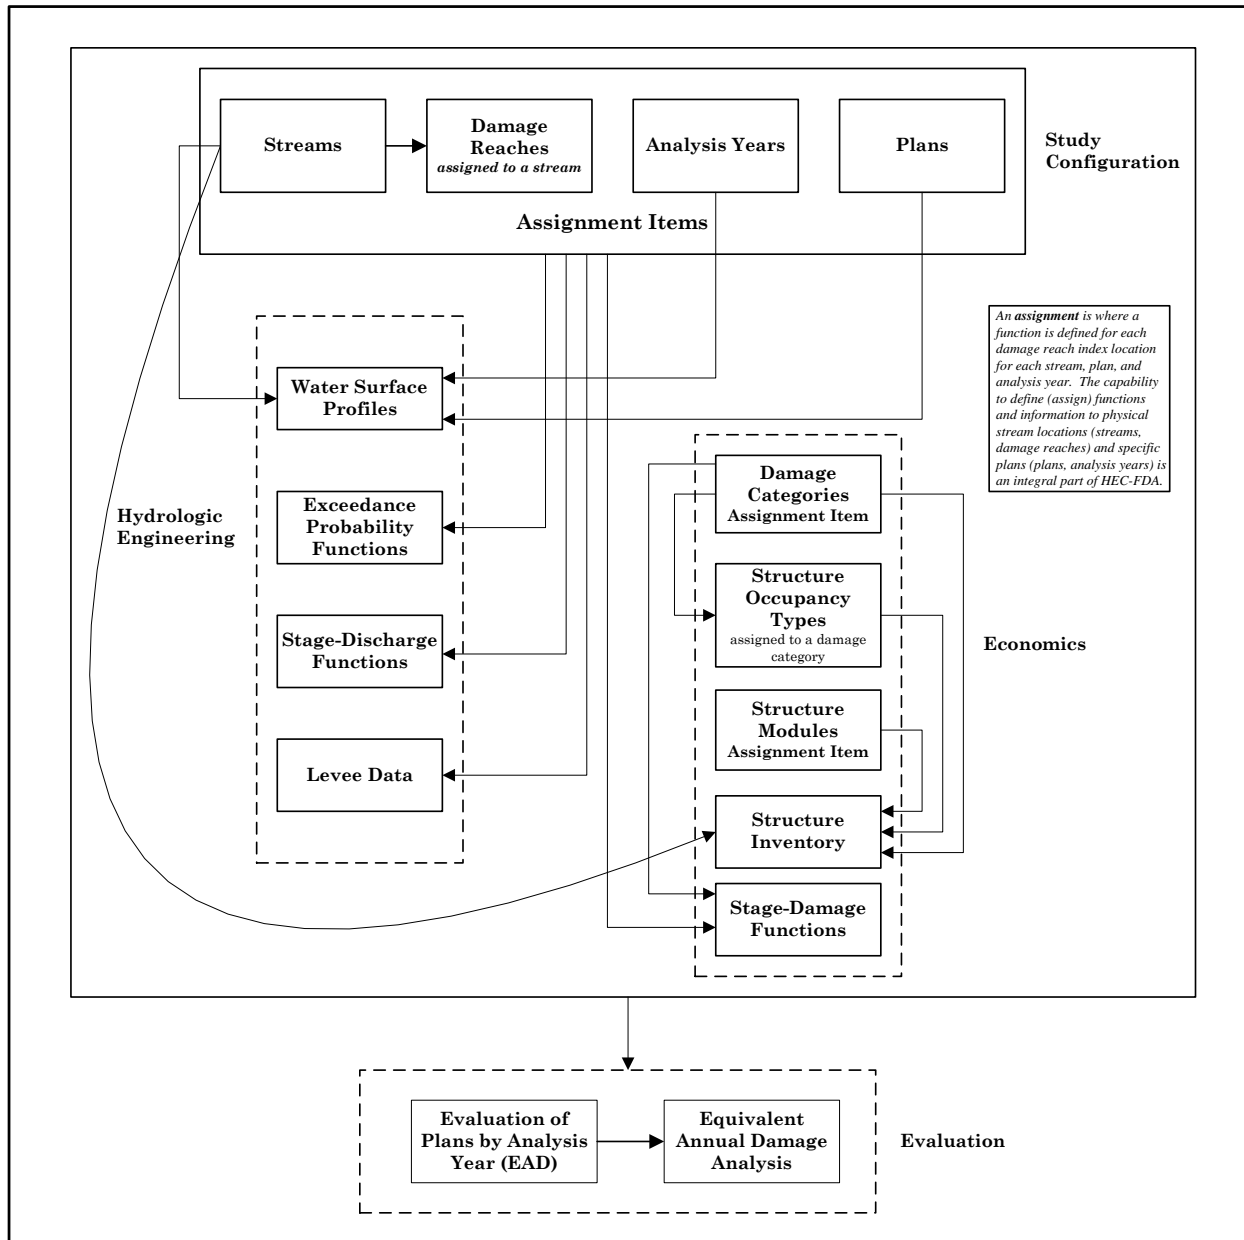 Streams
Damage
Reaches
assigned to a stream
Analysis Years
Plans
Study
Configuration
Assignment Items
An assignment is where a
function is defined for each
damage reach index location
for each stream, plan, and
analysis year. The capability
to define (assign) functions
and information to physical
stream locations (streams,
damage reaches) and specific
plans (plans, analysis years) is
an integral part of HEC-FDA.
Water Surface
Profiles
Hydrologic
Engineering
Exceedance
Probability
Functions
Stage-Discharge
Functions
Levee Data
Damage
Categories
Assignment Item
Structure
Occupancy
Types
assigned to a damage
category
Economics
Structure
Modules
Assignment Item
Structure
Inventory
Stage-Damage
Functions
Evaluation of
Plans by Analysis
Year (EAD)
Equivalent
Annual Damage
Analysis
Evaluation